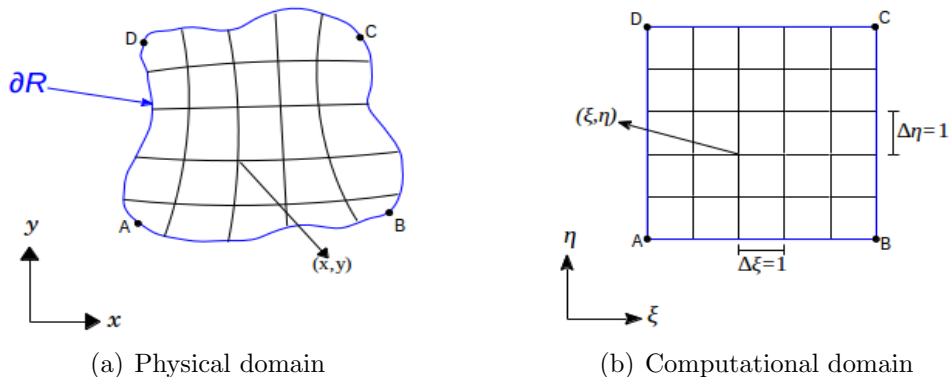 D
C
∂R
A
B
(x,y)
y
x
(a) Physical domain
D
C
(ξ,η)
Δη=1
A
B
Δξ=1
η
ξ
(b) Computational domain